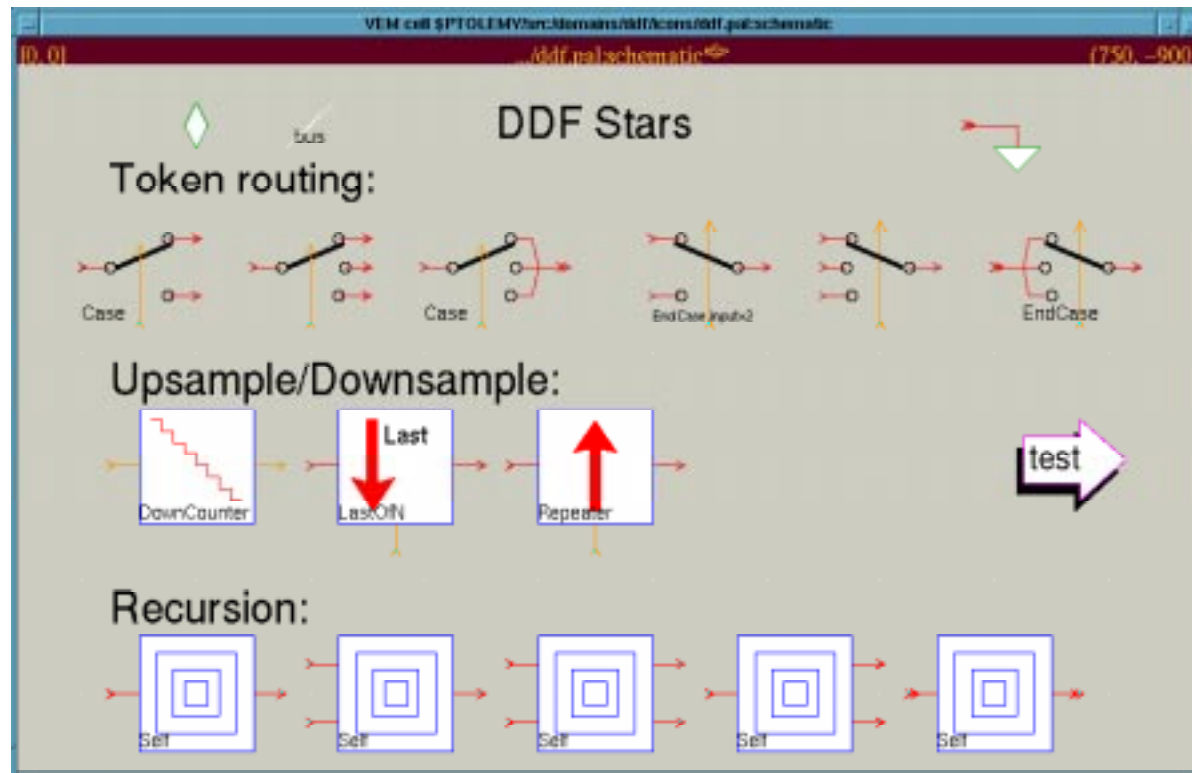 VEM cell $PTOLEMY/src/domains/ddf/icons/ddf.pal:schematic
[0, 0] .../ddf.pal:schematic (750, -900
bus
DDF Stars
Token routing:
Case Case EndCase.input=2 EndCase
Upsample/Downsample:
Last
test
DownCounter LastOfN Repeater
Recursion:
Self Self Self Self Self